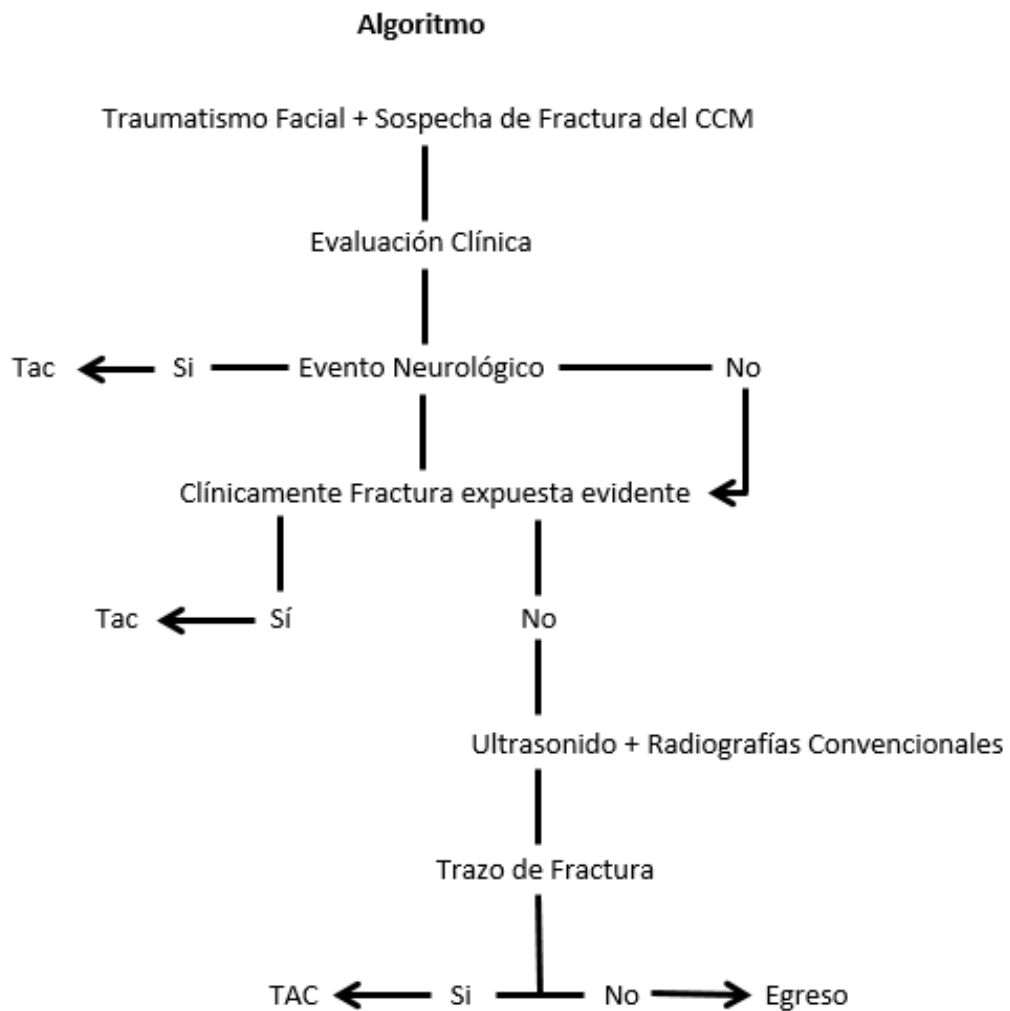 Algoritmo
Traumatismo Facial + Sospecha de Fractura del CCM
Evaluación Clínica
Tac Si Evento Neurológico No
Clínicamente Fractura expuesta evidente
Tac Sí No
Ultrasonido + Radiografías Convencionales
Trazo de Fractura
TAC Si No Egreso